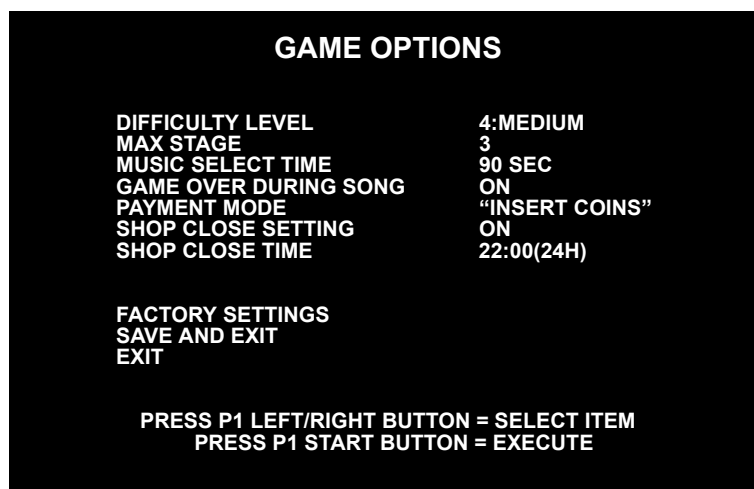 GAME OPTIONS
DIFFICULTY LEVEL 4:MEDIUM
MAX STAGE 3
MUSIC SELECT TIME 90 SEC
GAME OVER DURING SONG ON
PAYMENT MODE “INSERT COINS”
SHOP CLOSE SETTING ON
SHOP CLOSE TIME 22:00(24H)
FACTORY SETTINGS
SAVE AND EXIT
EXIT
PRESS P1 LEFT/RIGHT BUTTON = SELECT ITEM
PRESS P1 START BUTTON = EXECUTE